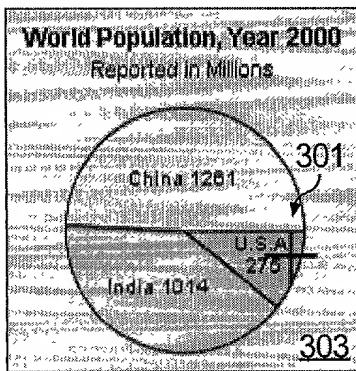 World Population, Year 2000
Reported in Millions
301
China 1261
U.S.A
275
India 1014
303